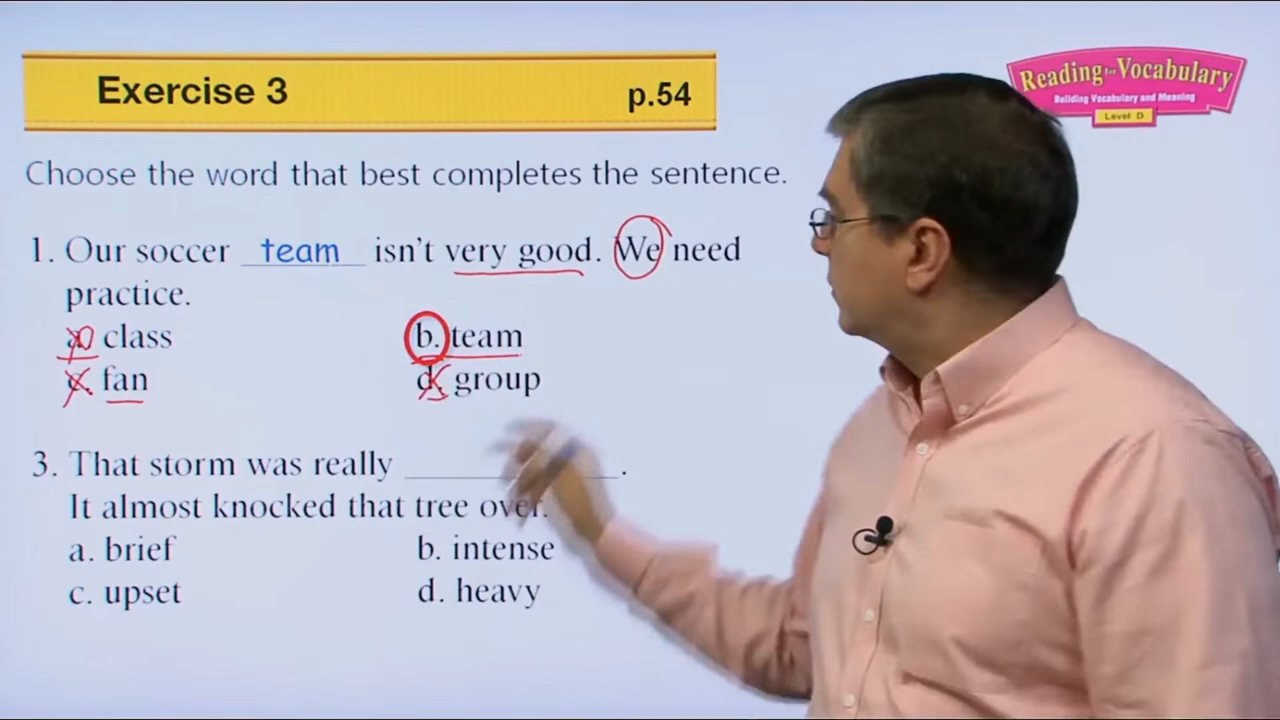 Exercise 3 p.54
Reading for Vocabulary
Building Vocabulary and Meaning
Level D
Choose the word that best completes the sentence.
1. Our soccer team isn't very good. We need
practice.
a. class b. team
c. fan d. group
3. That storm was really ____________.
It almost knocked that tree over.
a. brief b. intense
c. upset d. heavy